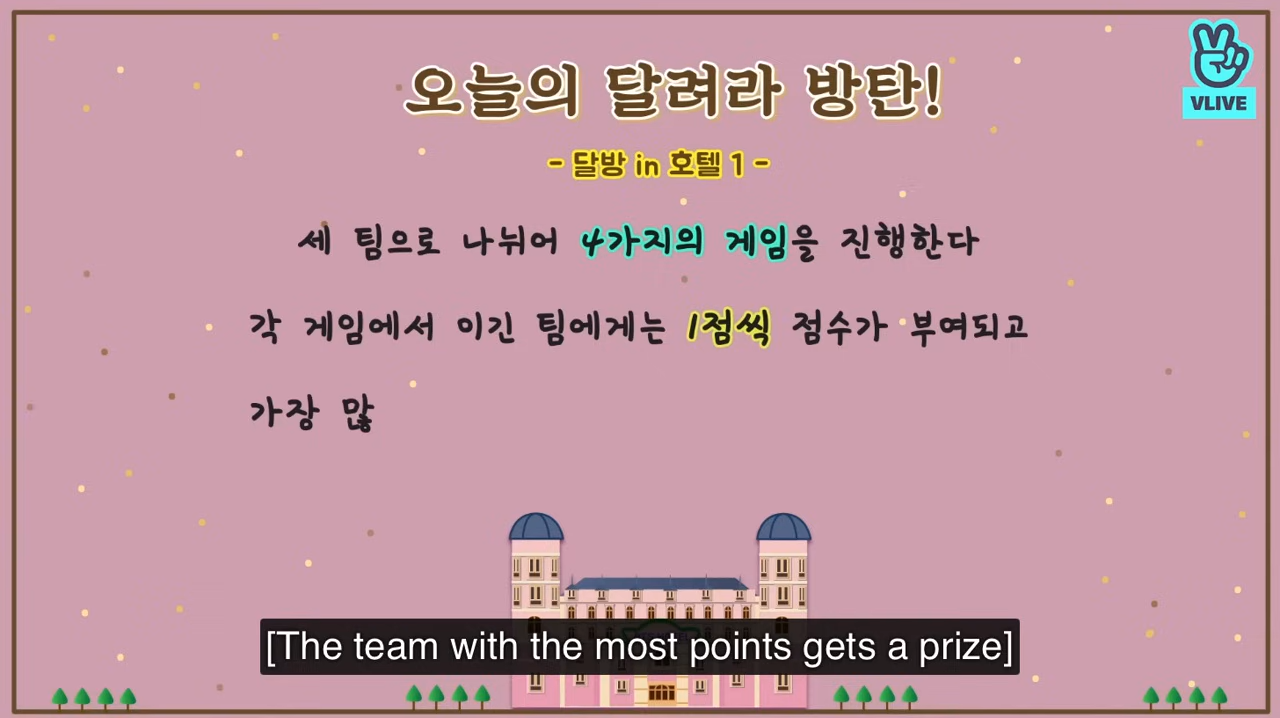 오늘의 달려라 방탄!
VLIVE
- 달방 in 호텔 1 -
세 팀으로 나뉘어 4가지의 게임을 진행한다
각 게임에서 이긴 팀에게는 1점씩 점수가 부여되고
가장 많
[The team with the most points gets a prize]